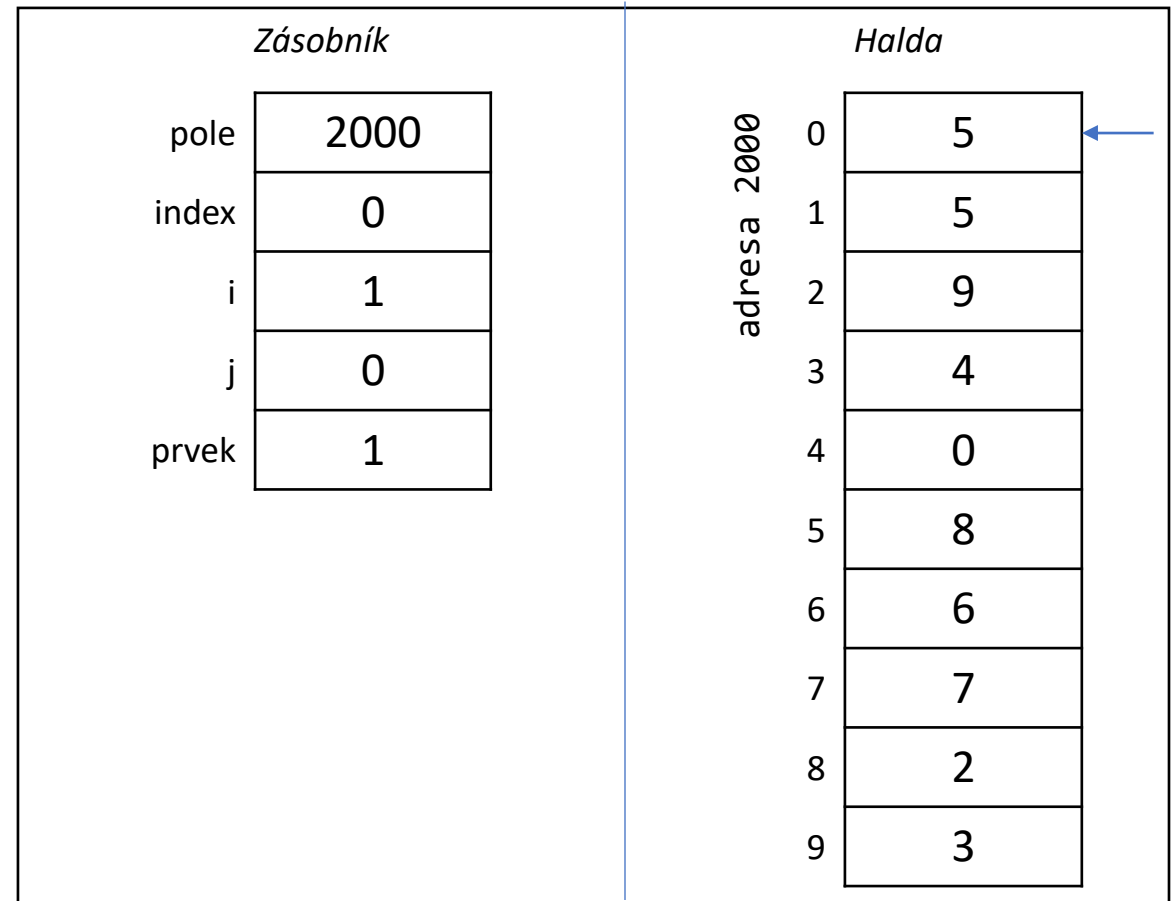 Zásobník
pole 2000
index 0
i 1
j 0
prvek 1
Halda
adresa 2000
0 5
1 5
2 9
3 4
4 0
5 8
6 6
7 7
8 2
9 3